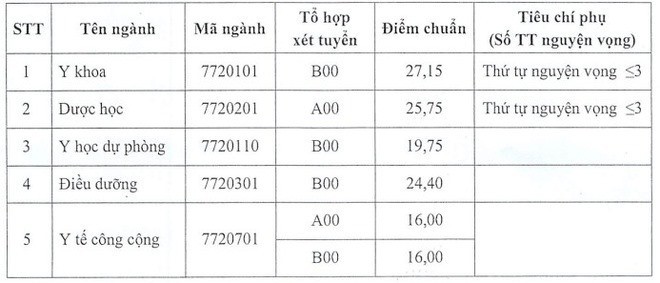 STT Tên ngành Mã ngành Tổ hợp xét tuyển Điểm chuẩn Tiêu chí phụ (Số TT nguyện vọng)
1 Y khoa 7720101 B00 27,15 Thứ tự nguyện vọng ≤3
2 Dược học 7720201 A00 25,75 Thứ tự nguyện vọng ≤3
3 Y học dự phòng 7720110 B00 19,75
4 Điều dưỡng 7720301 B00 24,40
5 Y tế công cộng 7720701 A00 16,00
B00 16,00